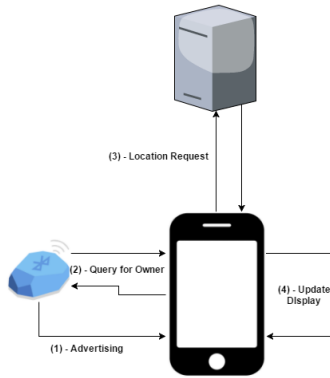 (3) - Location Request
(2) - Query for Owner
(4) - Update
Display
(1) - Advertising